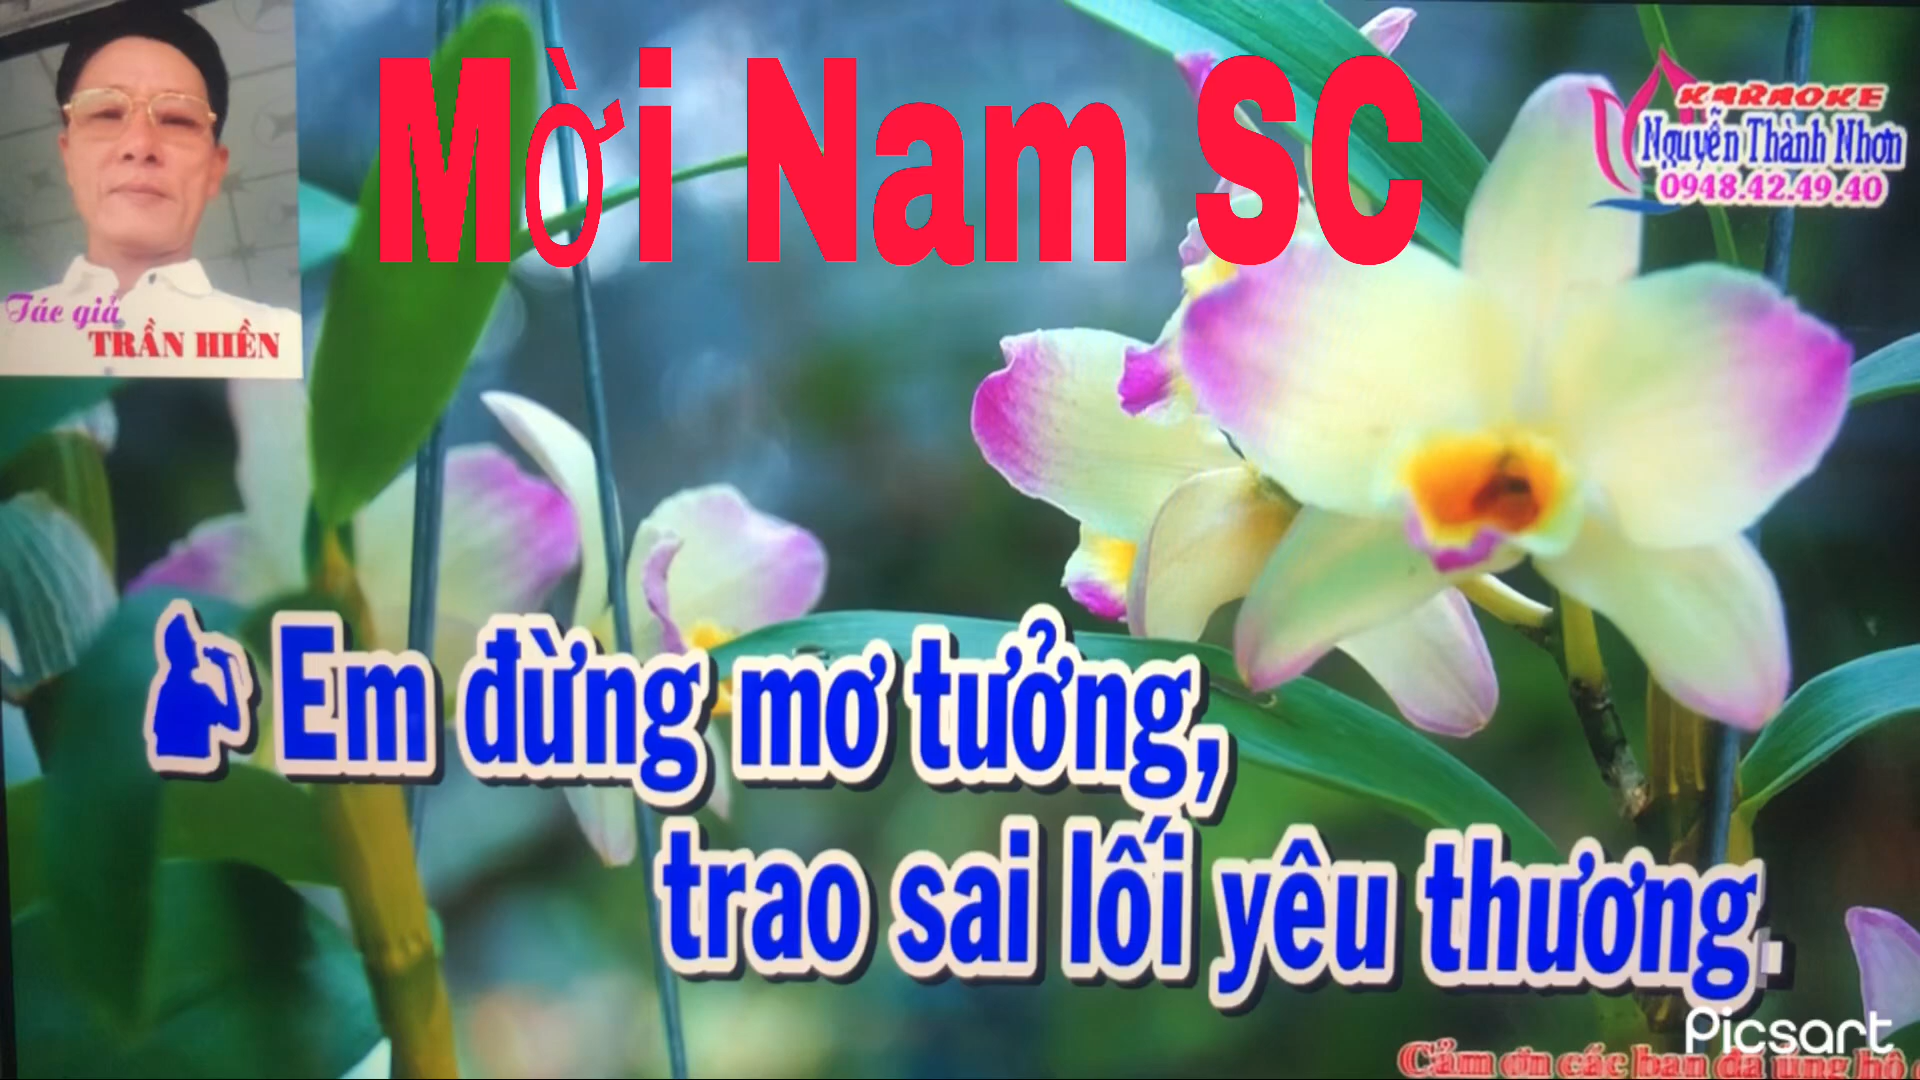 Mời Nam SC
KARAOKE
Nguyễn Thành Nhơn
0948.42.49.40
Tác giả
TRẦN HIỀN
Em đừng mơ tưởng,
trao sai lối yêu thương.
Picsart
Cảm ơn các bạn đã ủng hộ